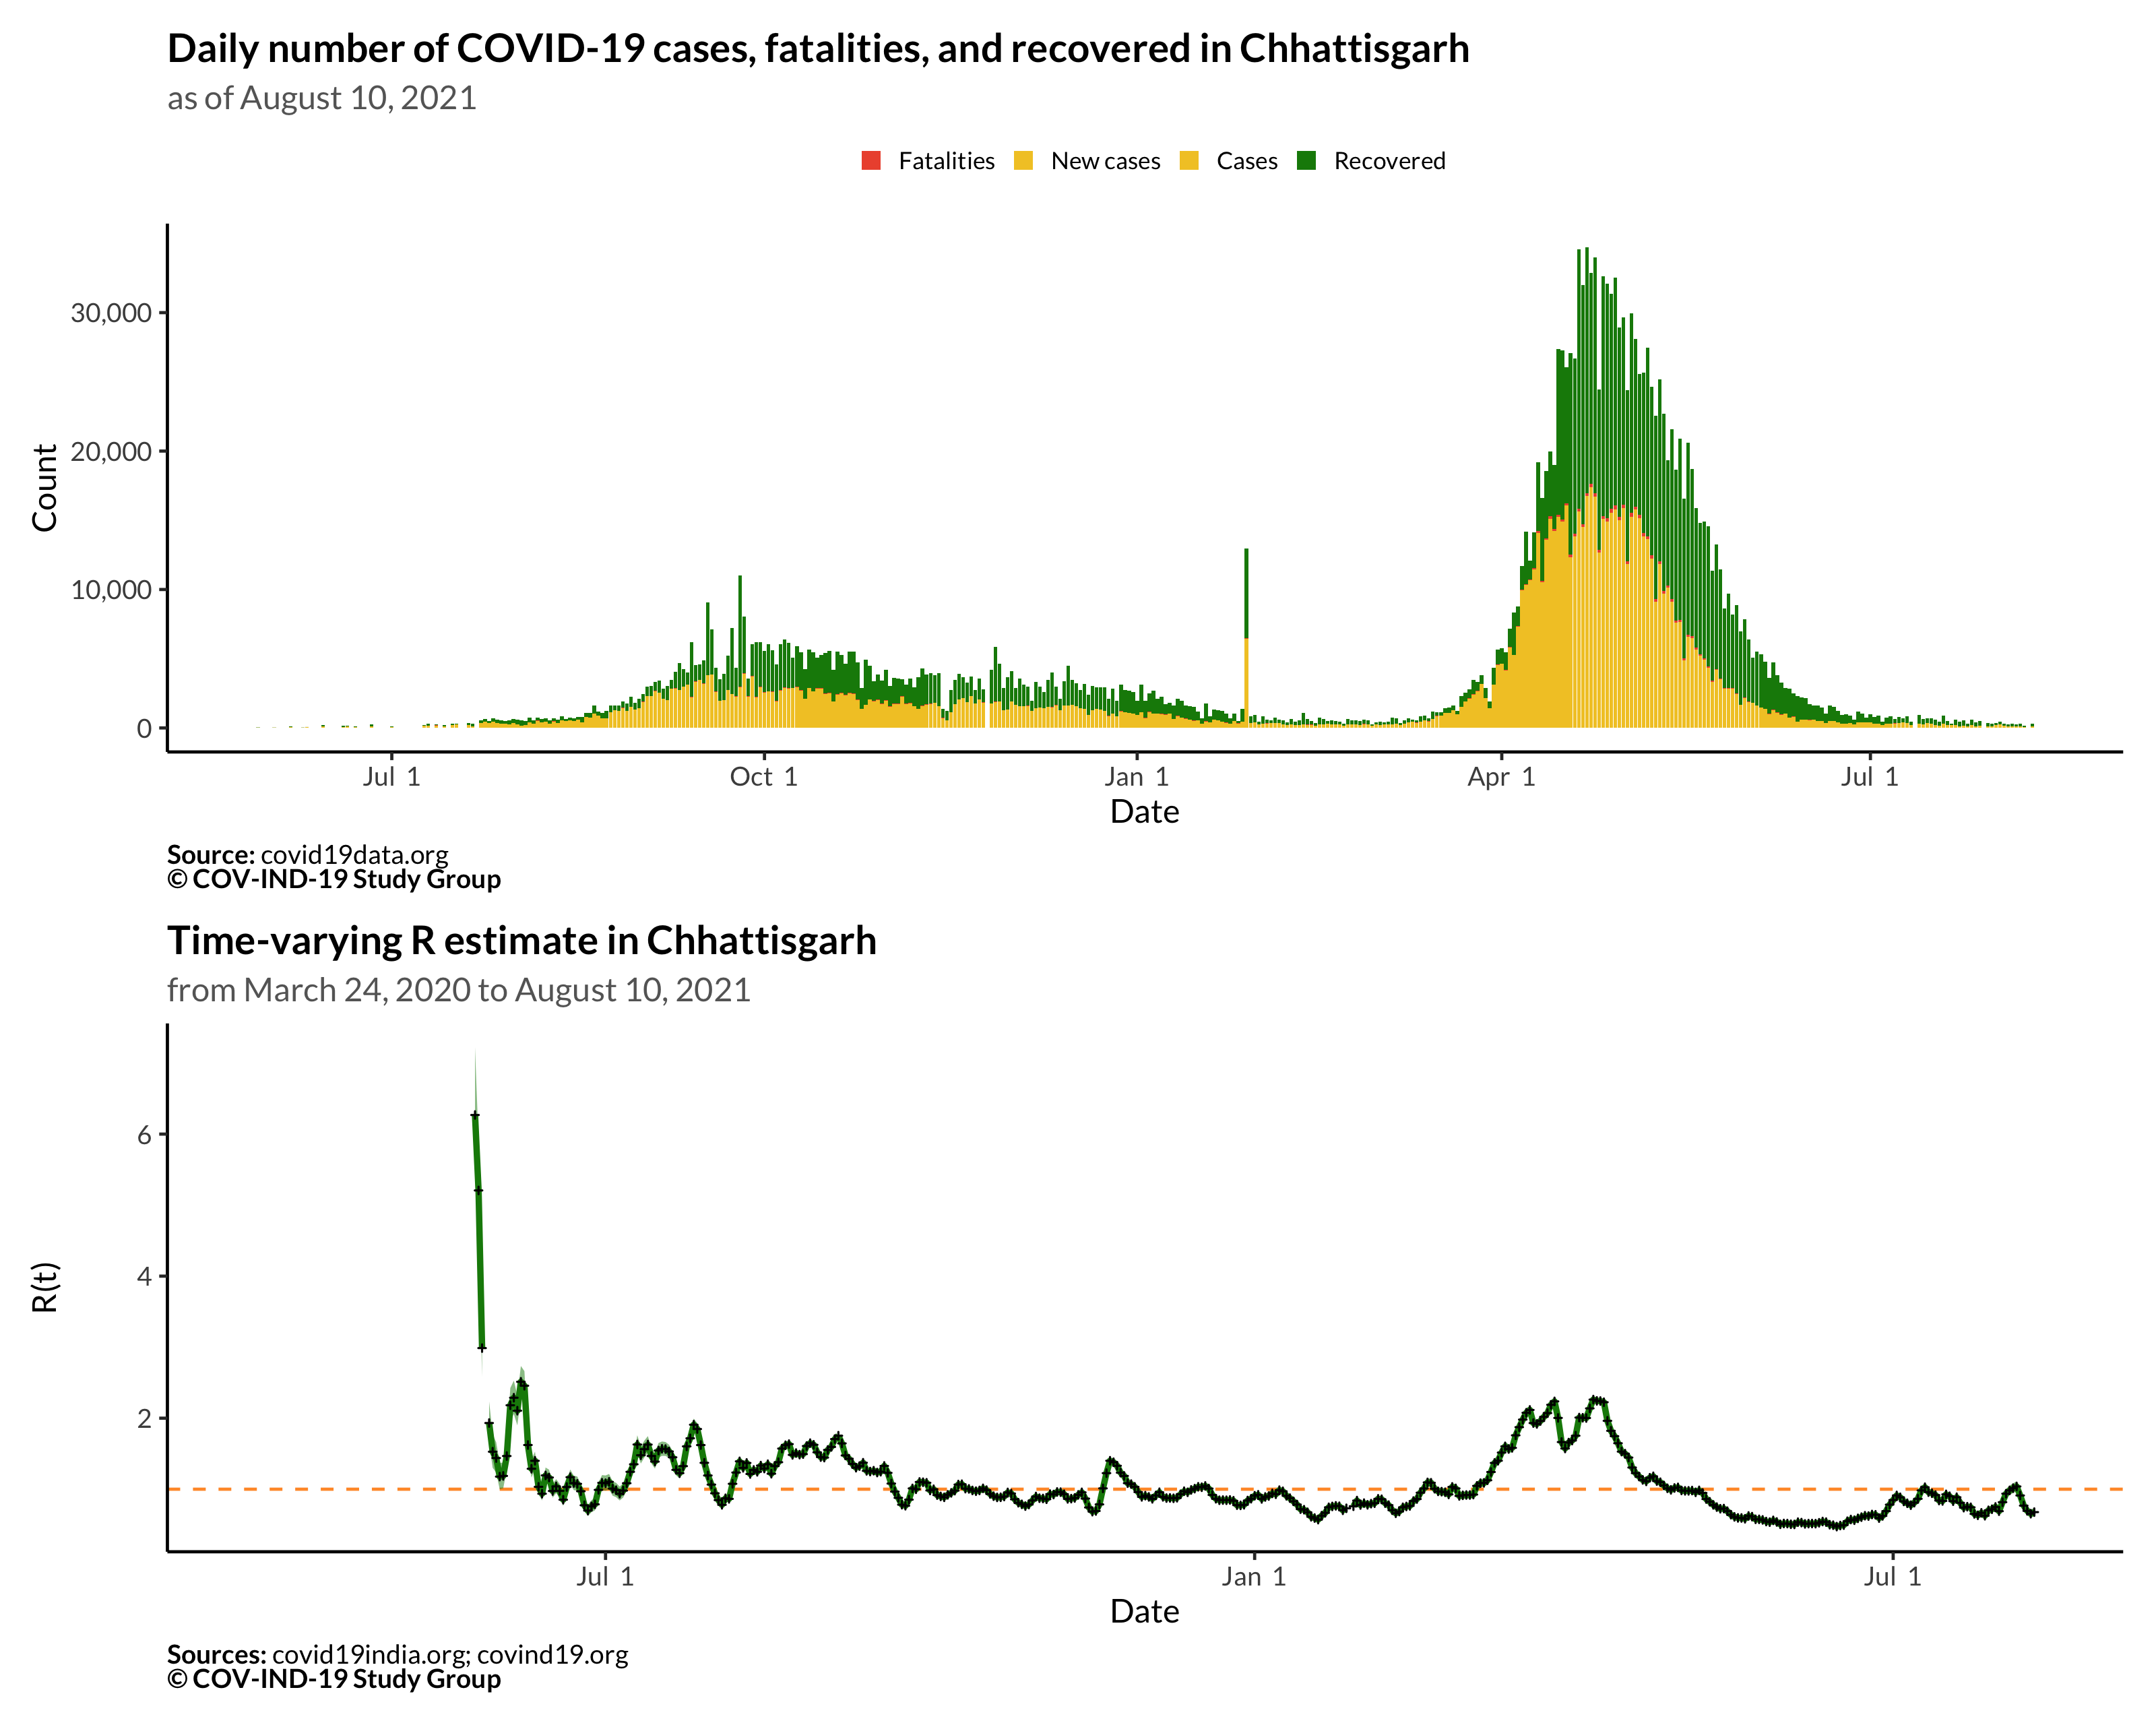 Daily number of COVID-19 cases, fatalities, and recovered in Chhattisgarh
as of August 10, 2021
Fatalities New cases Cases Recovered
Count
30,000
20,000
10,000
0
Jul 1 Oct 1 Jan 1 Apr 1 Jul 1
Date
Source: covid19data.org
© COV-IND-19 Study Group
Time-varying R estimate in Chhattisgarh
from March 24, 2020 to August 10, 2021
R(t)
6
4
2
Jul 1 Jan 1 Jul 1
Date
Sources: covid19india.org; covind19.org
© COV-IND-19 Study Group